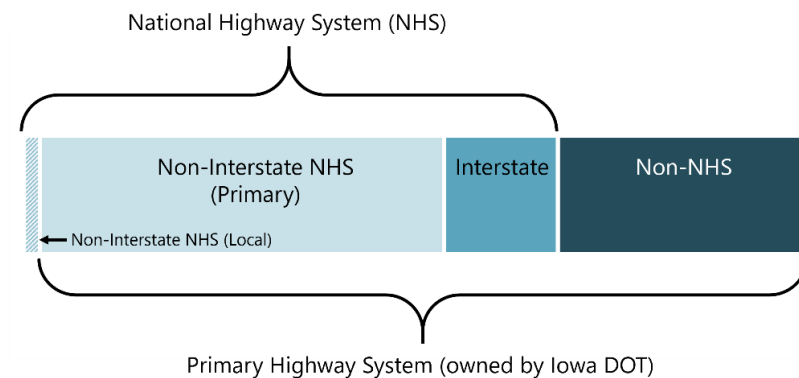 National Highway System (NHS)
Non-Interstate NHS
(Primary)
Interstate
Non-NHS
Non-Interstate NHS (Local)
Primary Highway System (owned by Iowa DOT)